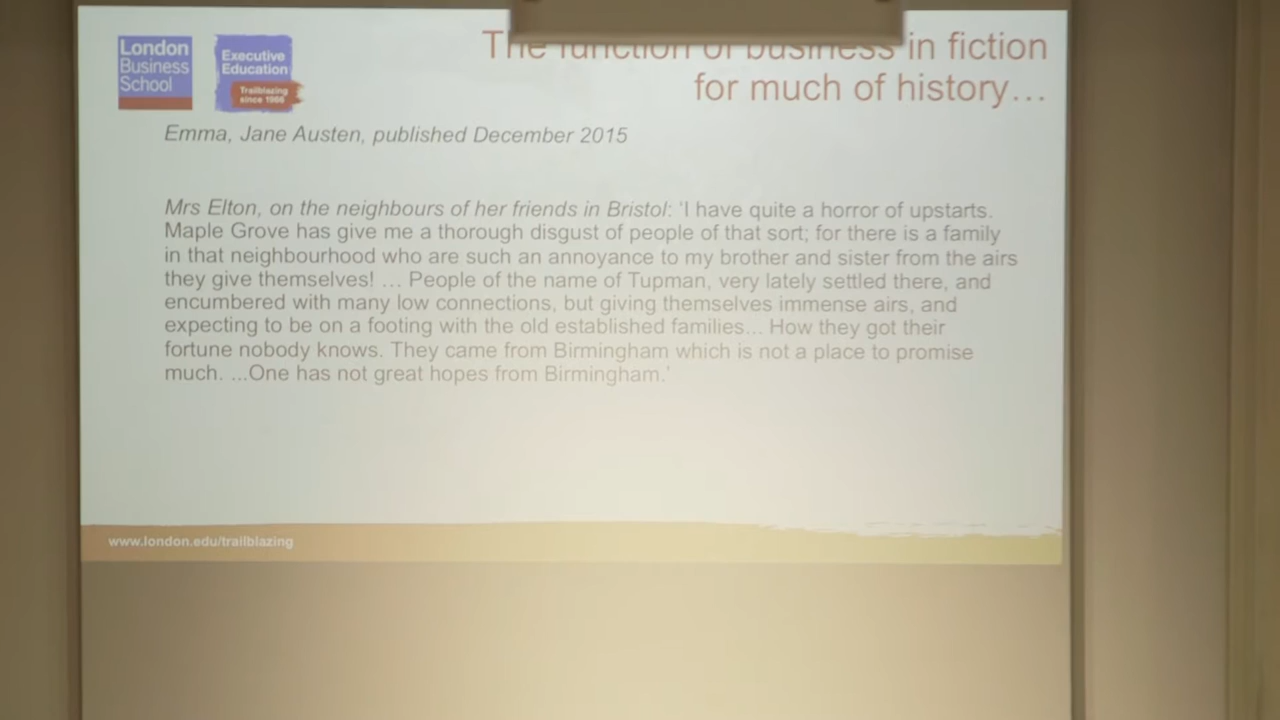 London
Business
School
Executive
Education
Trailblazing
since 1966
The function of business in fiction
for much of history…
Emma, Jane Austen, published December 2015
Mrs Elton, on the neighbours of her friends in Bristol: ‘I have quite a horror of upstarts.
Maple Grove has give me a thorough disgust of people of that sort; for there is a family
in that neighbourhood who are such an annoyance to my brother and sister from the airs
they give themselves! … People of the name of Tupman, very lately settled there, and
encumbered with many low connections, but giving themselves immense airs, and
expecting to be on a footing with the old established families… How they got their
fortune nobody knows. They came from Birmingham which is not a place to promise
much. …One has not great hopes from Birmingham.’
www.london.edu/trailblazing